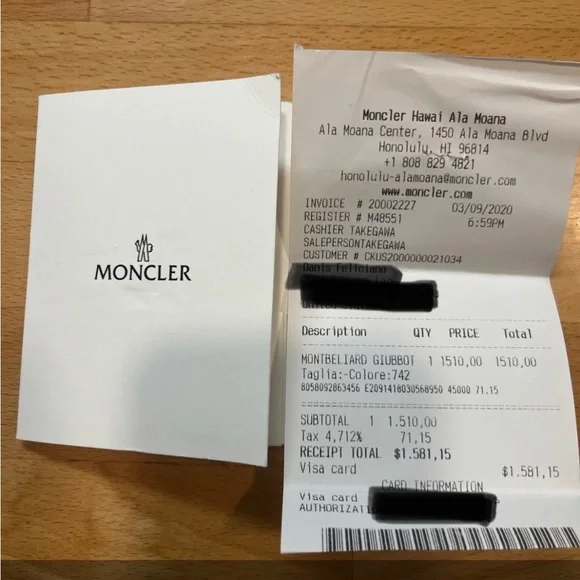 MONCLER
Moncler Hawai Ala Moana
Ala Moana Center, 1450 Ala Moana Blvd
Honolulu, HI 96814
+1 808 829 4821
honolulu-alamoana@moncler.com
www.moncler.com
INVOICE # 20002227 03/09/2020
REGISTER # M48551 6:59PM
CASHIER TAKEGAWA
SALEPERSONTAKEGAWA
CUSTOMER # CKUS2000000021034
Danis Feliciano
Description QTY PRICE Total
MONTBELIARD GIUBBOT 1 1510,00 1510,00
Taglia:-Colore:742
8058092863456 E2091418030568950 45000 71,15
SUBTOTAL 1 1.510,00
Tax 4,712% 71,15
RECEIPT TOTAL $1.581,15
Visa card $1.581,15
CARD INFORMATION
Visa card